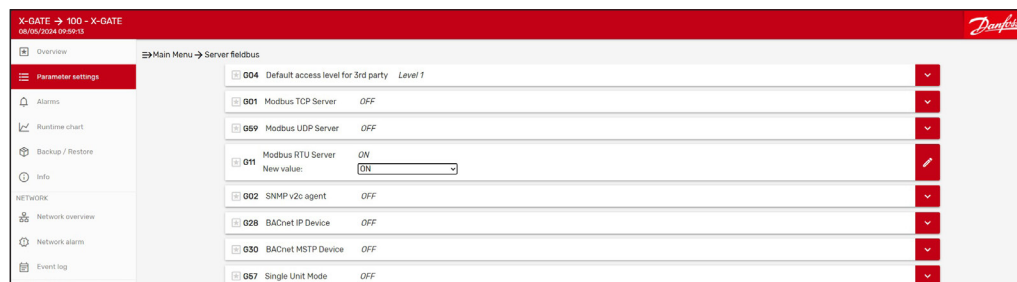 X-GATE → 100 - X-GATE
08/05/2024 09:59:13
Danfoss
Overview
Parameter settings
Alarms
Runtime chart
Backup / Restore
Info
NETWORK
Network overview
Network alarm
Event log
Main Menu → Server fieldbus
G04 Default access level for 3rd party Level 1
G01 Modbus TCP Server OFF
G59 Modbus UDP Server OFF
G11 Modbus RTU Server ON
New value: ON
G02 SNMP v2c agent OFF
G28 BACnet IP Device OFF
G30 BACnet MSTP Device OFF
G57 Single Unit Mode OFF